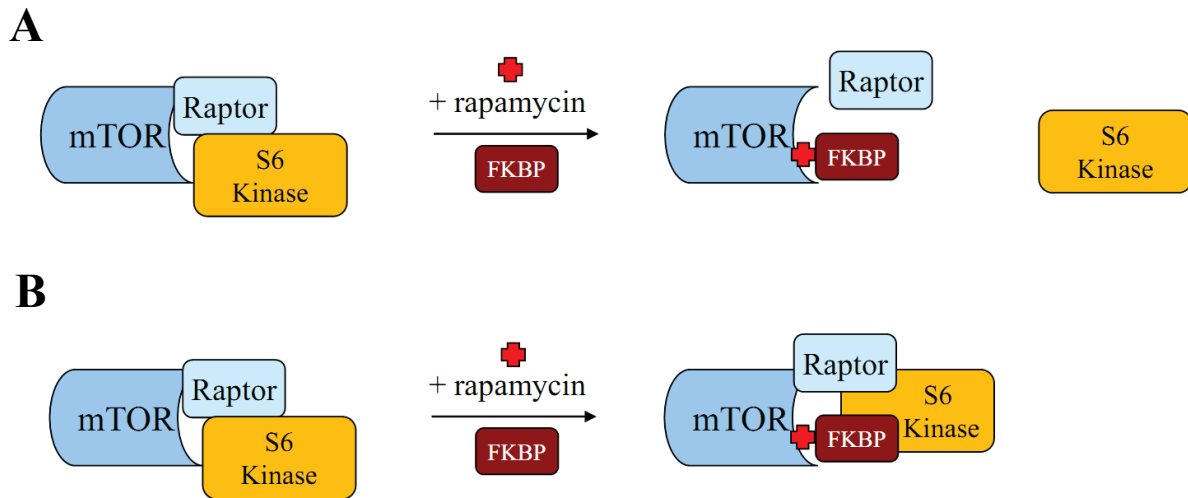 A
mTOR
Raptor
S6
Kinase
+ rapamycin
FKBP
mTOR
Raptor
FKBP
S6
Kinase
B
mTOR
Raptor
S6
Kinase
+ rapamycin
FKBP
mTOR
Raptor
S6
Kinase
FKBP